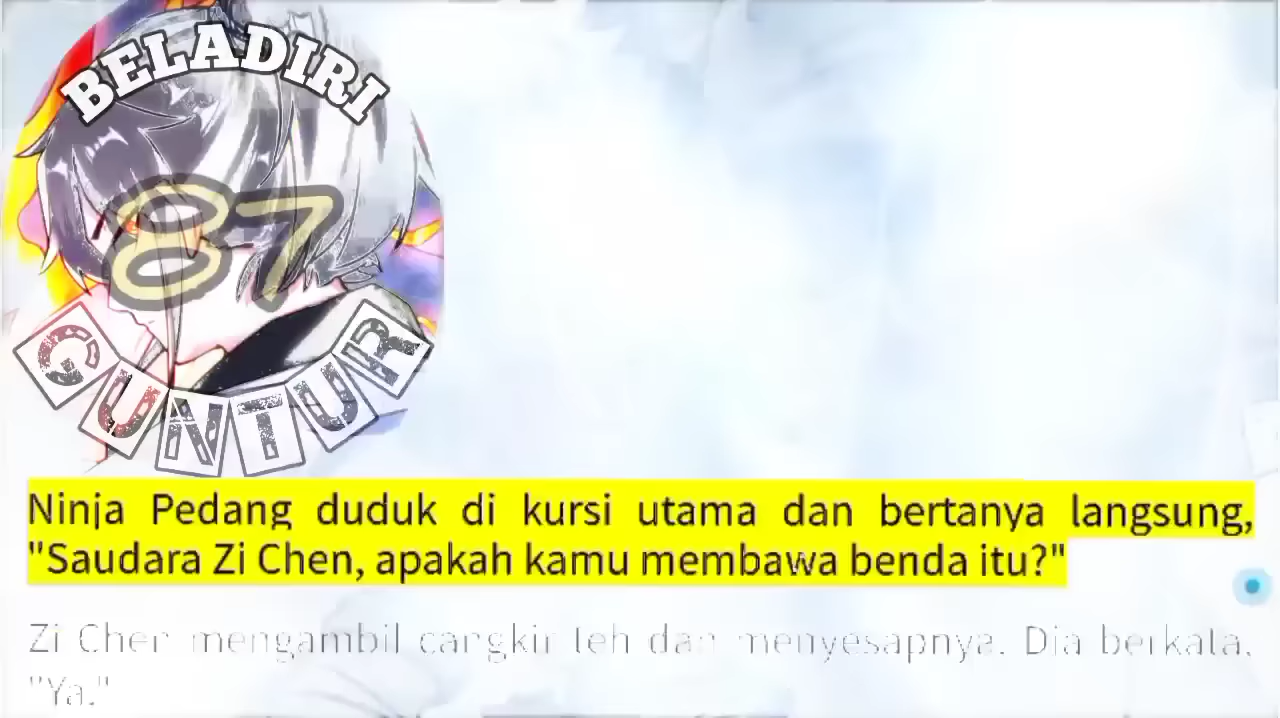 BELADIRI
87
GUNTUR
Ninja Pedang duduk di kursi utama dan bertanya langsung,
"Saudara Zi Chen, apakah kamu membawa benda itu?"
Zi Chen mengambil cangkir teh dan menyesapnya. Dia berkata,
"Ya."